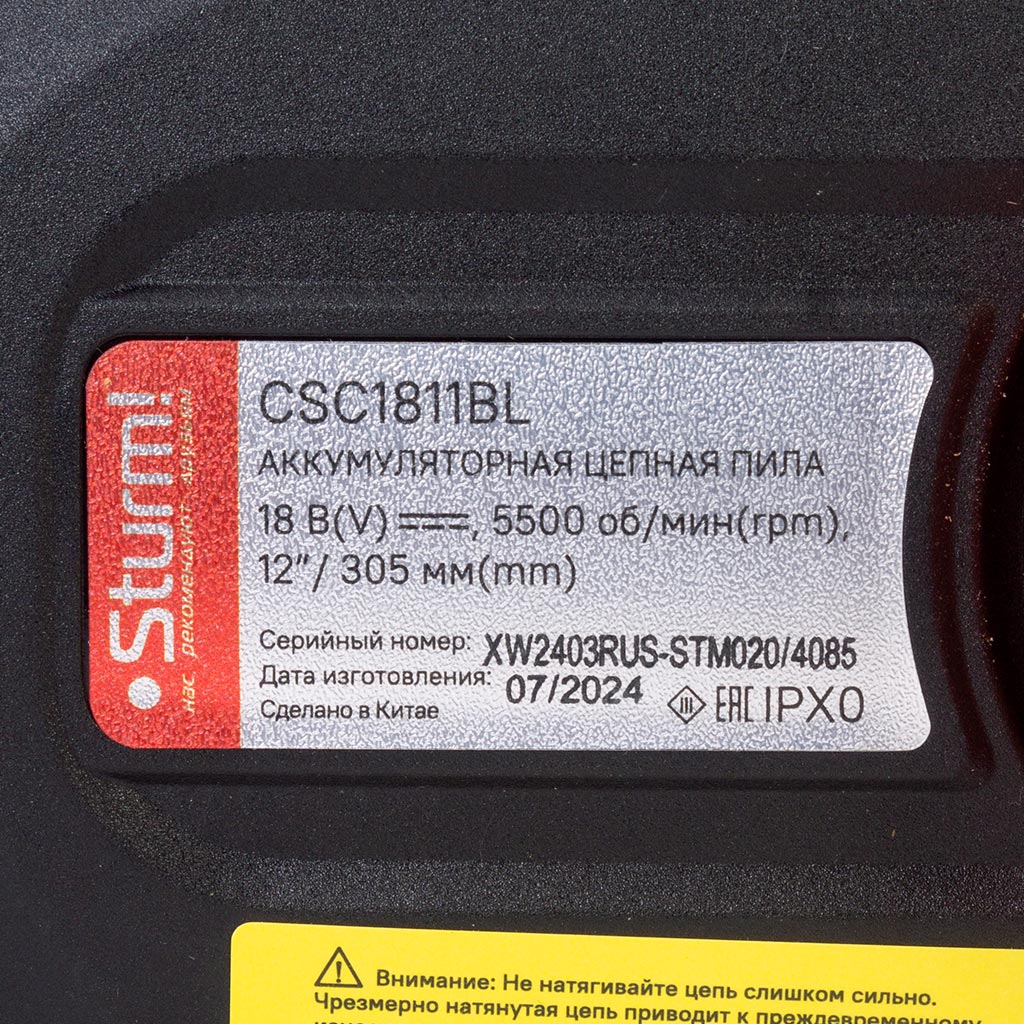 Sturm!
нас рекомендуют друзьям
CSC1811BL
АККУМУЛЯТОРНАЯ ЦЕПНАЯ ПИЛА
18 В(V) ⎓, 5500 об/мин(rpm),
12"/ 305 мм(mm)
Серийный номер: XW2403RUS-STM020/4085
Дата изготовления: 07/2024
Сделано в Китае
EAC IPX0
Внимание: Не натягивайте цепь слишком сильно.
Чрезмерно натянутая цепь приводит к преждевременному